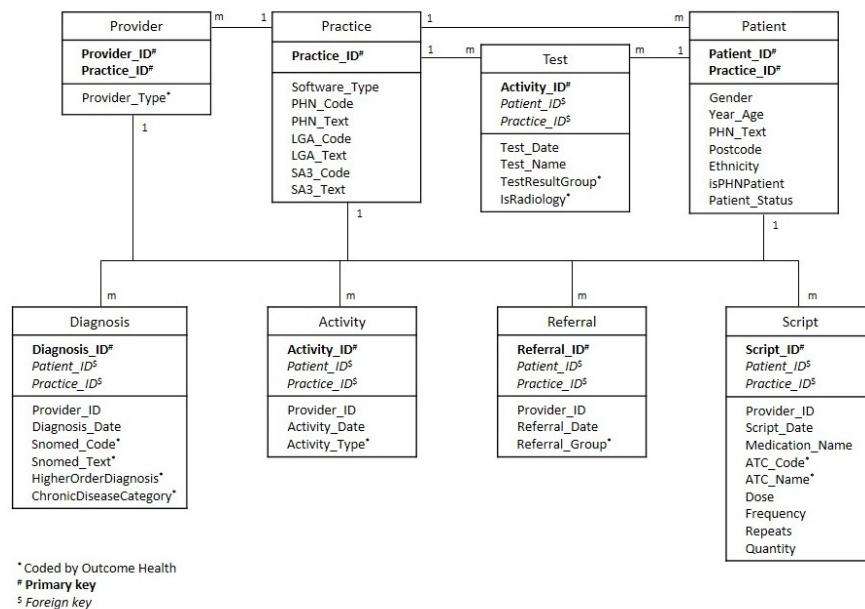 Provider
Provider_ID#
Practice_ID#
Provider_Type*
m
1
Practice
Practice_ID#
Software_Type
PHN_Code
PHN_Text
LGA_Code
LGA_Text
SA3_Code
SA3_Text
1
m
1
m
Test
Activity_ID#
Patient_ID$
Practice_ID$
Test_Date
Test_Name
TestResultGroup*
IsRadiology*
m
1
Patient
Patient_ID#
Practice_ID#
Gender
Year_Age
PHN_Text
Postcode
Ethnicity
isPHNPatient
Patient_Status
1
1
1
m
m
m
m
Diagnosis
Diagnosis_ID#
Patient_ID$
Practice_ID$
Provider_ID
Diagnosis_Date
Snomed_Code*
Snomed_Text*
HigherOrderDiagnosis*
ChronicDiseaseCategory*
Activity
Activity_ID#
Patient_ID$
Practice_ID$
Provider_ID
Activity_Date
Activity_Type*
Referral
Referral_ID#
Patient_ID$
Practice_ID$
Provider_ID
Referral_Date
Referral_Group*
Script
Script_ID#
Patient_ID$
Practice_ID$
Provider_ID
Script_Date
Medication_Name
ATC_Code*
ATC_Name*
Dose
Frequency
Repeats
Quantity
* Coded by Outcome Health
# Primary key
$ Foreign key